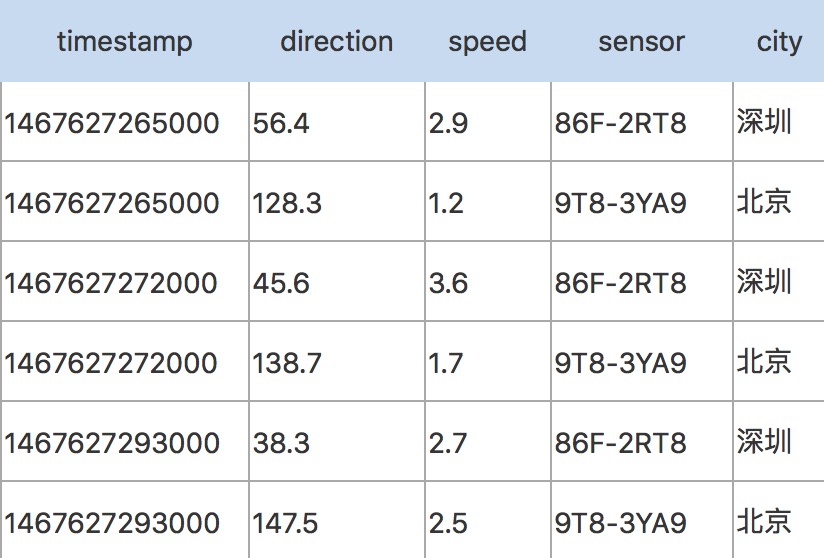 timestamp direction speed sensor city
1467627265000 56.4 2.9 86F-2RT8 深圳
1467627265000 128.3 1.2 9T8-3YA9 北京
1467627272000 45.6 3.6 86F-2RT8 深圳
1467627272000 138.7 1.7 9T8-3YA9 北京
1467627293000 38.3 2.7 86F-2RT8 深圳
1467627293000 147.5 2.5 9T8-3YA9 北京